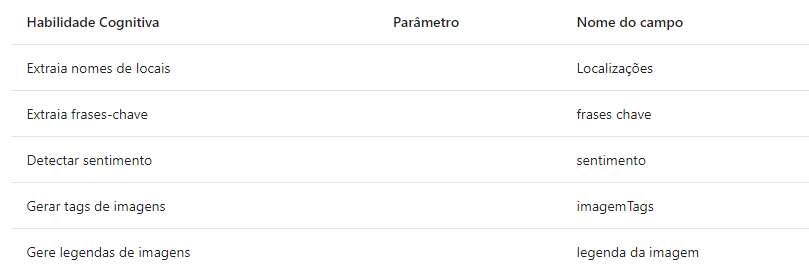 Habilidade Cognitiva Parâmetro Nome do campo
Extraia nomes de locais Localizações
Extraia frases-chave frases chave
Detectar sentimento sentimento
Gerar tags de imagens imagemTags
Gere legendas de imagens legenda da imagem